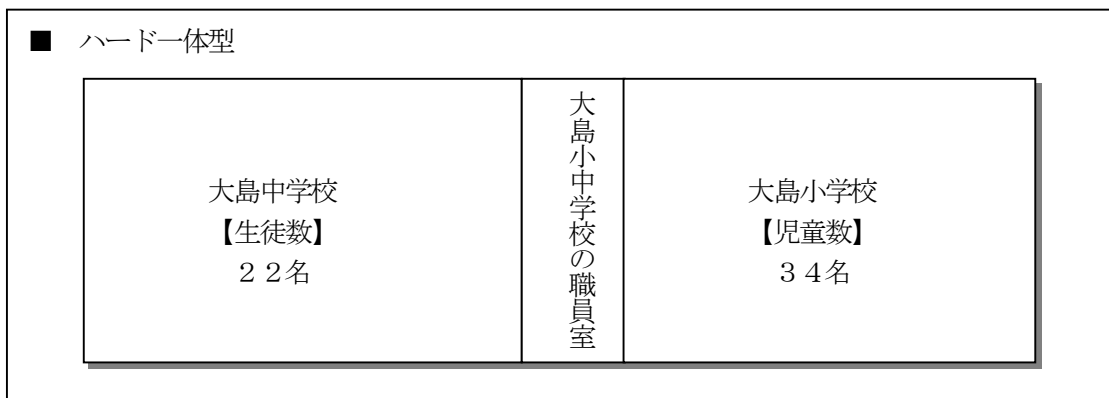 ■ ハード一体型
大島中学校
【生徒数】
２２名
大島小中学校の職員室
大島小学校
【児童数】
３４名